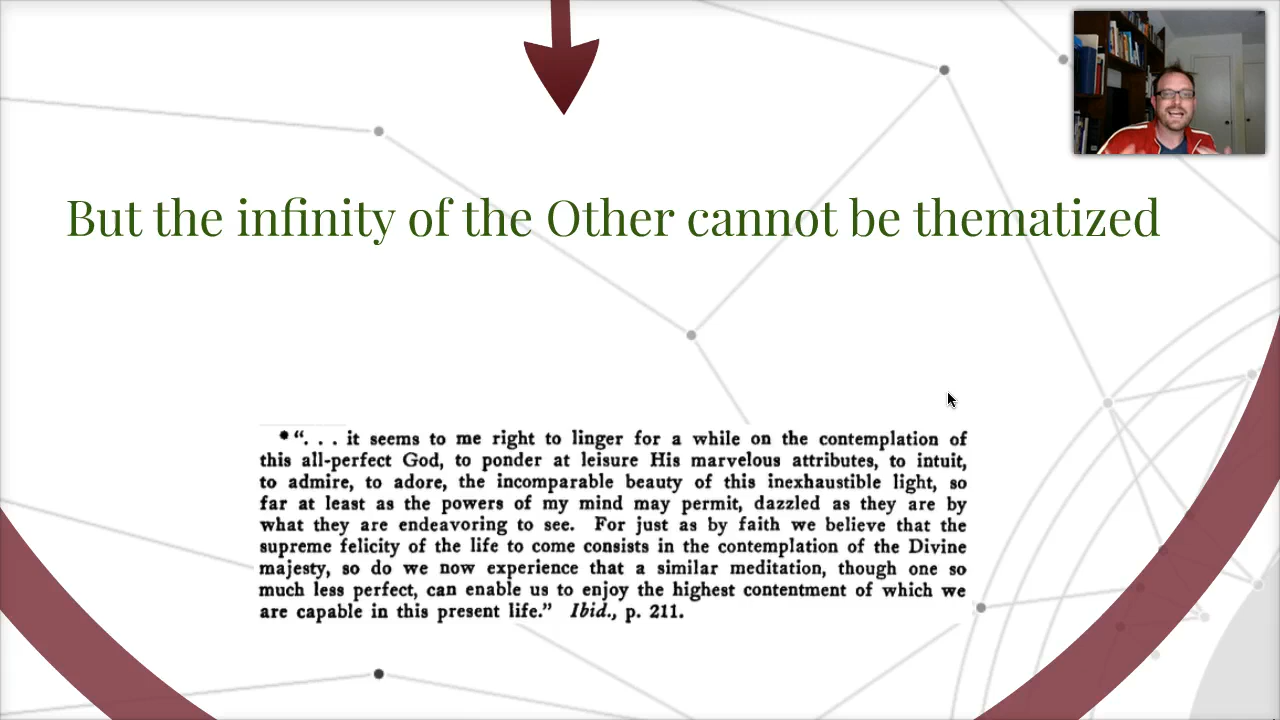 But the infinity of the Other cannot be thematized
*“. . . it seems to me right to linger for a while on the contemplation of
this all-perfect God, to ponder at leisure His marvelous attributes, to intuit,
to admire, to adore, the incomparable beauty of this inexhaustible light, so
far at least as the powers of my mind may permit, dazzled as they are by
what they are endeavoring to see. For just as by faith we believe that the
supreme felicity of the life to come consists in the contemplation of the Divine
majesty, so do we now experience that a similar meditation, though one so
much less perfect, can enable us to enjoy the highest contentment of which we
are capable in this present life.” Ibid., p. 211.